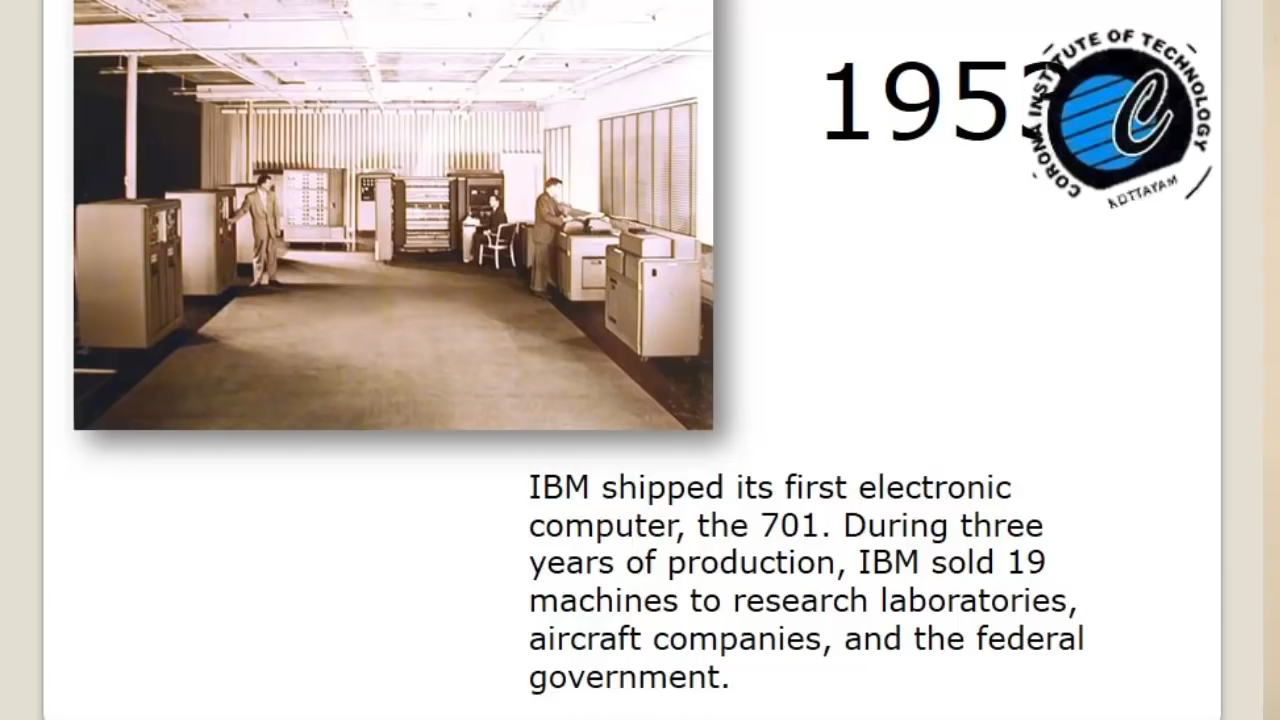 195
CORONA INSTITUTE OF TECHNOLOGY
KOTTAYAM
IBM shipped its first electronic
computer, the 701. During three
years of production, IBM sold 19
machines to research laboratories,
aircraft companies, and the federal
government.